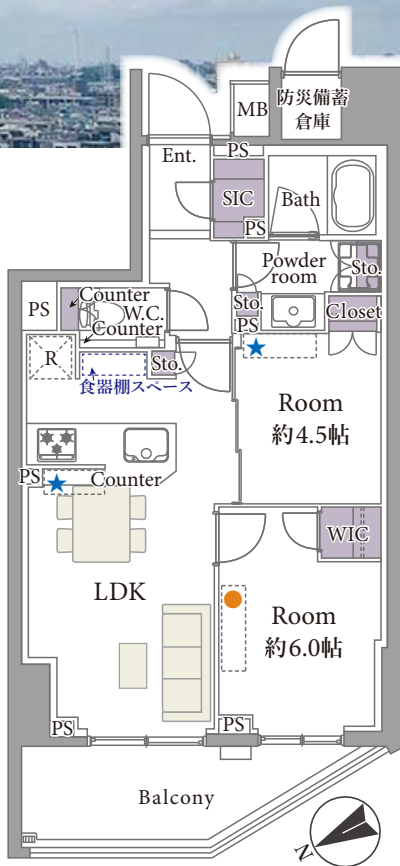 防災備蓄
倉庫
MB
PS
Ent.
SIC
Bath
PS
Powder
room
Sto.
Sto.
PS
Closet
PS
Counter
W.C.
Counter
R
Sto.
食器棚スペース
Room
約4.5帖
PS
Counter
WIC
LDK
Room
約6.0帖
PS
PS
Balcony
N